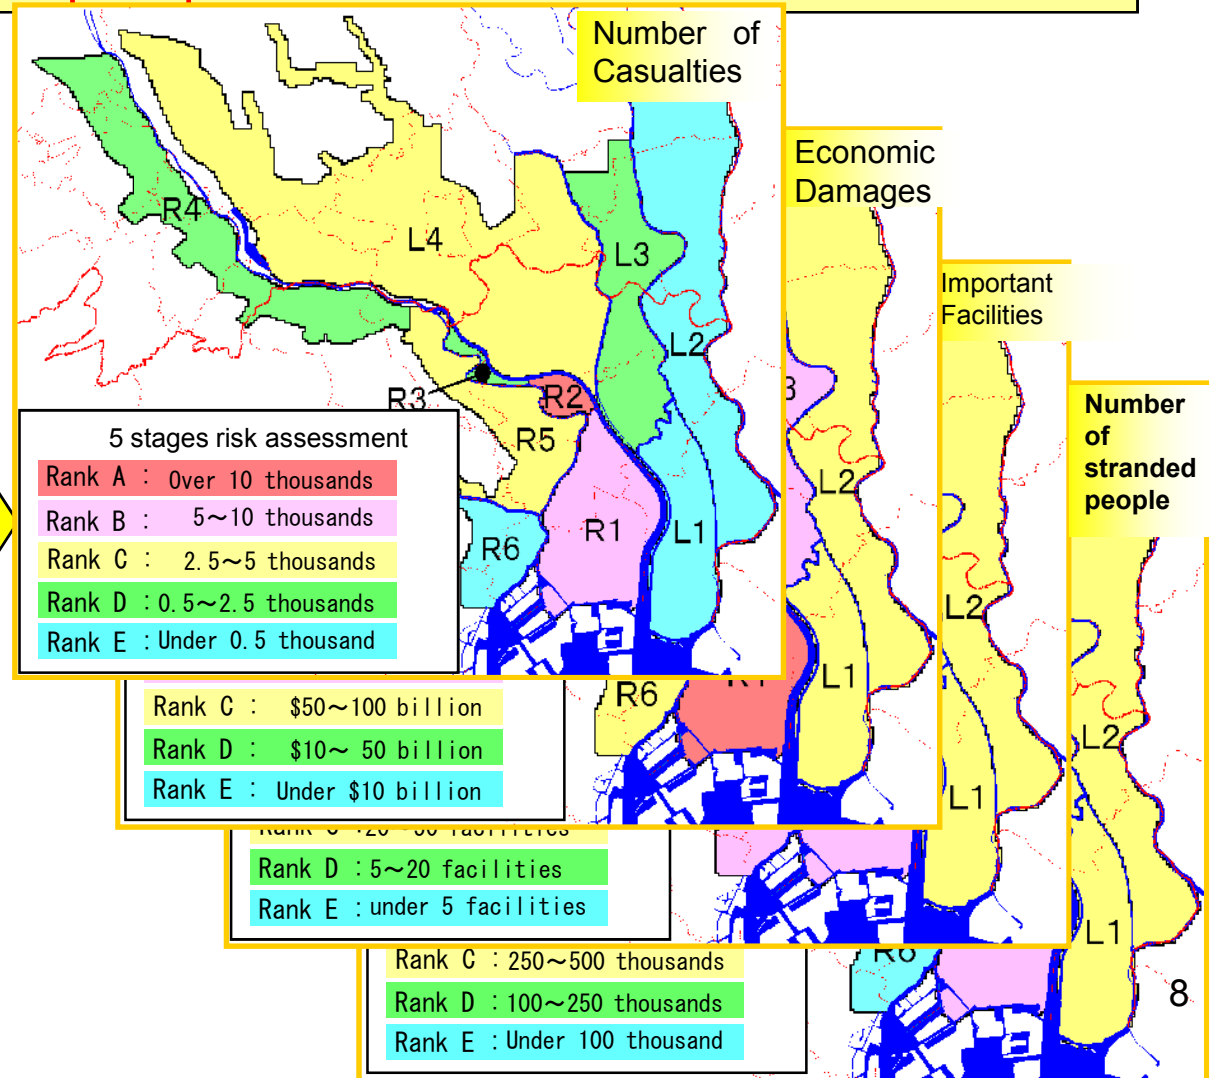 Number of
Casualties
R4
L4
L3
L2
R3
R2
R5
R1
L1
R6
5 stages risk assessment
Rank A : Over 10 thousands
Rank B : 5～10 thousands
Rank C : 2.5～5 thousands
Rank D : 0.5～2.5 thousands
Rank E : Under 0.5 thousand
Economic
Damages
L2
L1
R6
Rank C : $50～100 billion
Rank D : $10～ 50 billion
Rank E : Under $10 billion
Important
Facilities
L2
L1
Rank D : 5～20 facilities
Rank E : under 5 facilities
Number
of
stranded
people
L2
L1
R6
Rank C : 250～500 thousands
Rank D : 100～250 thousands
Rank E : Under 100 thousand
8